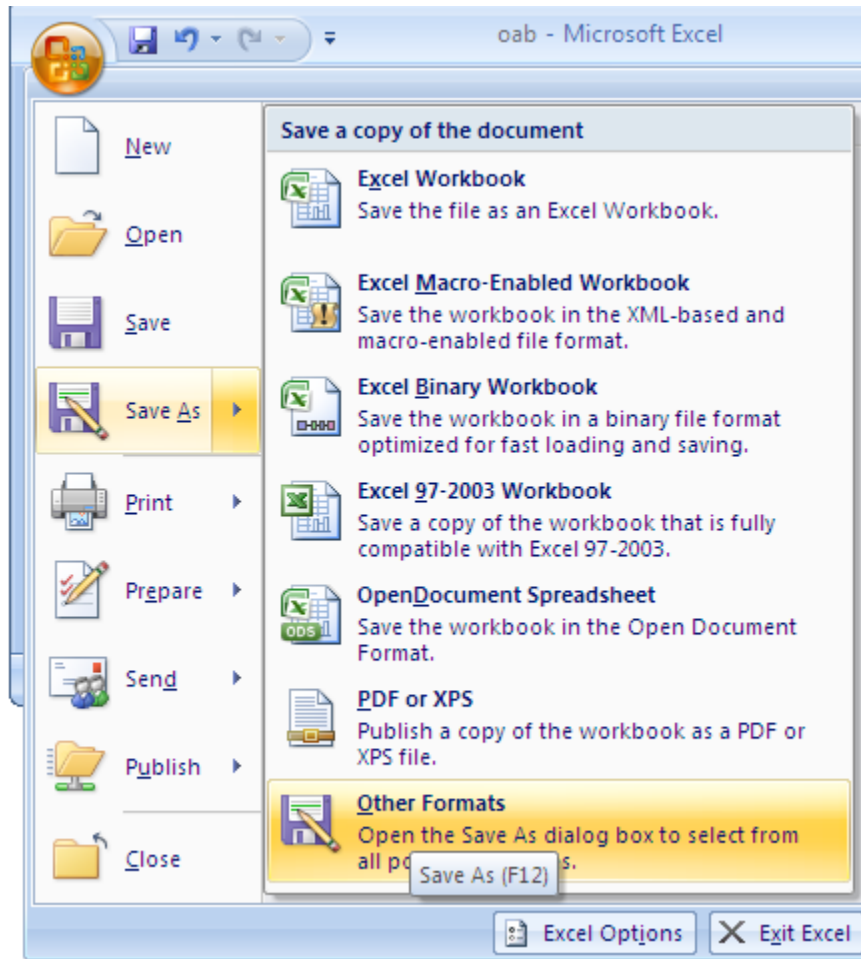 oab - Microsoft Excel
New
Open
Save
Save As
Print
Prepare
Send
Publish
Close
Save a copy of the document
Excel Workbook
Save the file as an Excel Workbook.
Excel Macro-Enabled Workbook
Save the workbook in the XML-based and
macro-enabled file format.
Excel Binary Workbook
Save the workbook in a binary file format
optimized for fast loading and saving.
Excel 97-2003 Workbook
Save a copy of the workbook that is fully
compatible with Excel 97-2003.
OpenDocument Spreadsheet
ODS
Save the workbook in the Open Document
Format.
PDF or XPS
Publish a copy of the workbook as a PDF or
XPS file.
Other Formats
Open the Save As dialog box to select from
all
Save As (F12)
Excel Options
Exit Excel